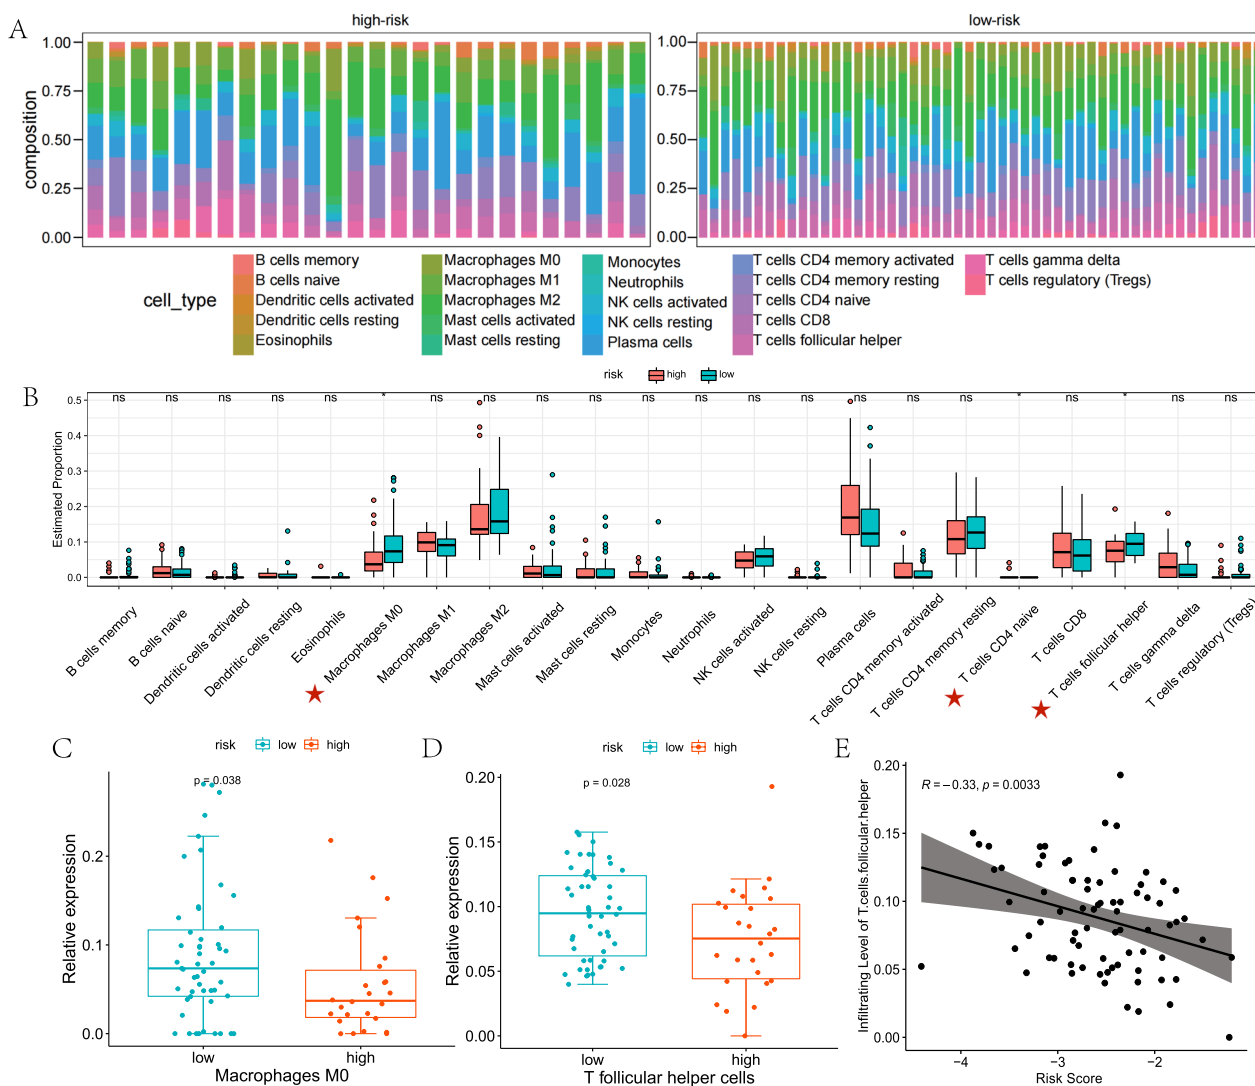 A
high-risk
low-risk
composition
1.00
0.75
0.50
0.25
0.00
1.00
0.75
0.50
0.25
0.00
cell_type
B cells memory
B cells naive
Dendritic cells activated
Dendritic cells resting
Eosinophils
Macrophages M0
Macrophages M1
Macrophages M2
Mast cells activated
Mast cells resting
Monocytes
Neutrophils
NK cells activated
NK cells resting
Plasma cells
T cells CD4 memory activated
T cells CD4 memory resting
T cells CD4 naive
T cells CD8
T cells follicular helper
T cells gamma delta
T cells regulatory (Tregs)
risk high low
B
ns ns ns ns ns * ns ns ns ns ns ns ns ns ns ns ns * ns * ns ns
Estimated Proportion
0.5
0.4
0.3
0.2
0.1
0.0
B cells memory
B cells naive
Dendritic cells activated
Dendritic cells resting
Eosinophils
Macrophages M0
Macrophages M1
Macrophages M2
Mast cells activated
Mast cells resting
Monocytes
Neutrophils
NK cells activated
NK cells resting
Plasma cells
T cells CD4 memory activated
T cells CD4 memory resting
T cells CD4 naive
T cells CD8
T cells follicular helper
T cells gamma delta
T cells regulatory (Tregs)
C
risk low high
p = 0.038
Relative expression
0.2
0.1
0.0
low high
Macrophages M0
D
risk low high
p = 0.028
Relative expression
0.20
0.15
0.10
0.05
0.00
low high
T follicular helper cells
E
R = −0.33, p = 0.0033
Infiltrating Level of T.cells.follicular.helper
0.20
0.15
0.10
0.05
0.00
−4 −3 −2
Risk Score